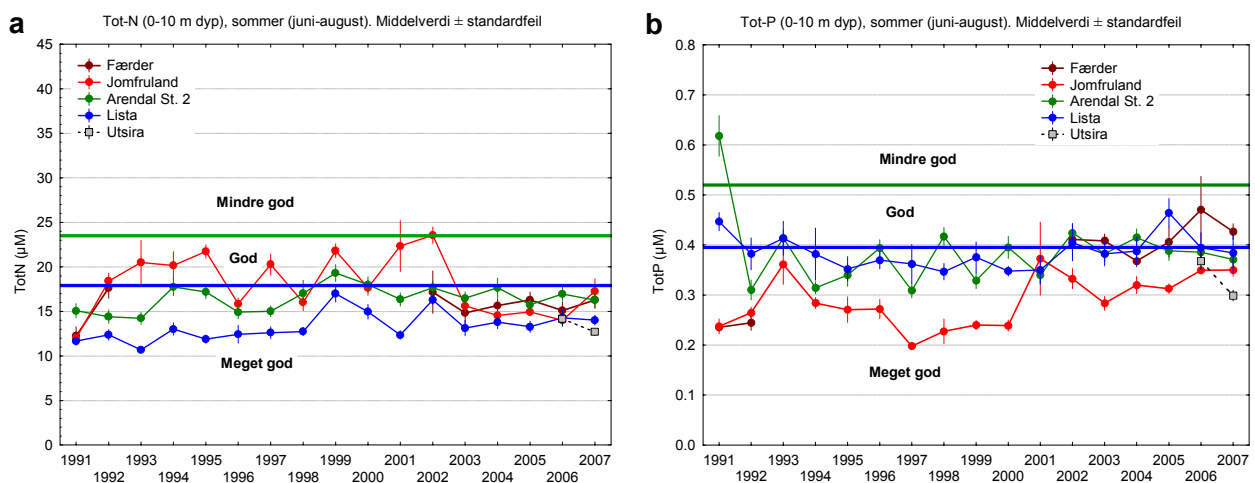 a
Tot-N (0-10 m dyp), sommer (juni-august). Middelverdi ± standardfeil
45
40
35
30
25
20
15
10
5
0
TotN (µM)
Færder
Jomfruland
Arendal St. 2
Lista
Utsira
Mindre god
God
Meget god
1991 1993 1995 1997 1999 2001 2003 2005 2007
1992 1994 1996 1998 2000 2002 2004 2006
b
Tot-P (0-10 m dyp), sommer (juni-august). Middelverdi ± standardfeil
0.8
0.7
0.6
0.5
0.4
0.3
0.2
0.1
0.0
TotP (µM)
Færder
Jomfruland
Arendal St. 2
Lista
Utsira
Mindre god
God
Meget god
1991 1993 1995 1997 1999 2001 2003 2005 2007
1992 1994 1996 1998 2000 2002 2004 2006